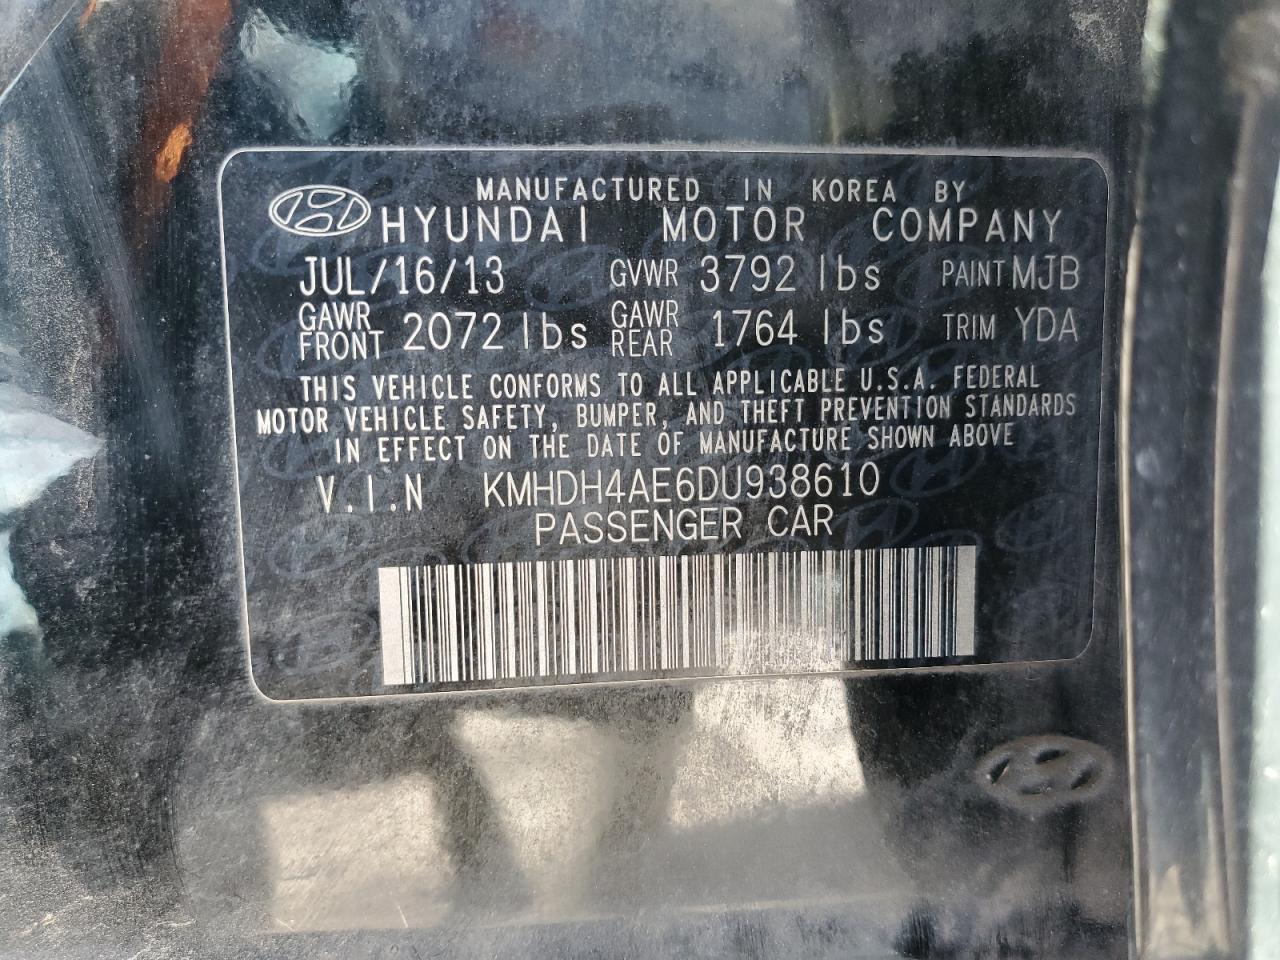 MANUFACTURED IN KOREA BY
HYUNDAI MOTOR COMPANY
JUL/16/13 GVWR 3792 lbs PAINT MJB
GAWR FRONT 2072 lbs GAWR REAR 1764 lbs TRIM YDA
THIS VEHICLE CONFORMS TO ALL APPLICABLE U.S.A. FEDERAL
MOTOR VEHICLE SAFETY, BUMPER, AND THEFT PREVENTION STANDARDS
IN EFFECT ON THE DATE OF MANUFACTURE SHOWN ABOVE
V.I.N KMHDH4AE6DU938610
PASSENGER CAR